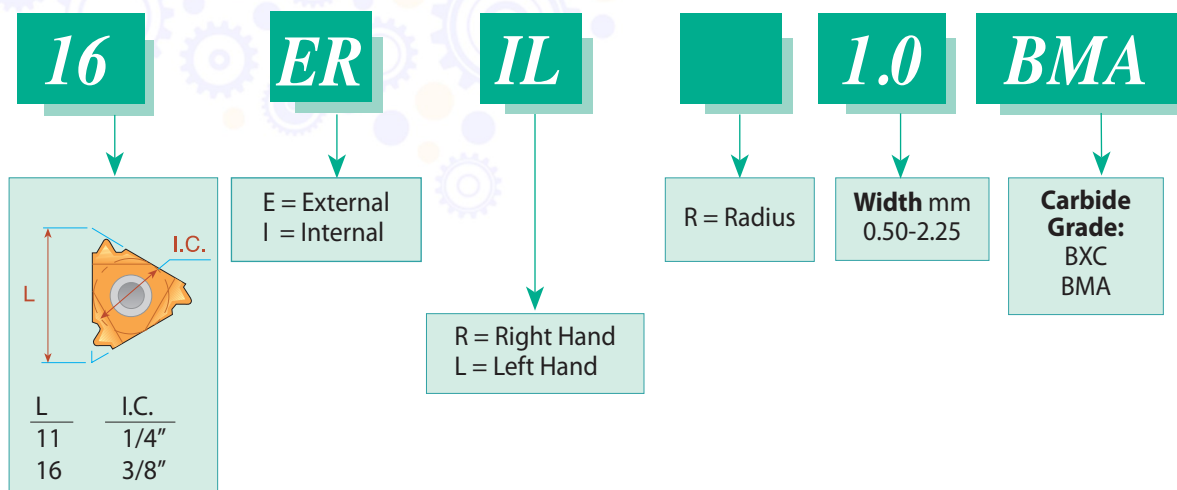 16 ER IL 1.0 BMA
L
I.C.
L I.C.
11 1/4″
16 3/8″
E = External
I = Internal
R = Right Hand
L = Left Hand
R = Radius
Width mm
0.50-2.25
Carbide
Grade:
BXC
BMA